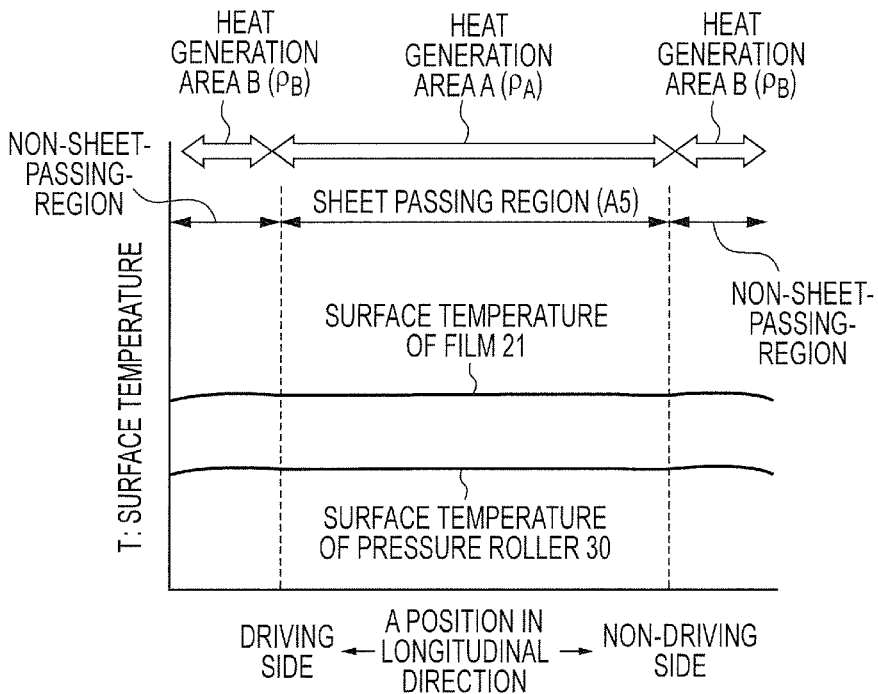 HEAT
GENERATION
AREA B (ρB)
HEAT
GENERATION
AREA A (ρA)
HEAT
GENERATION
AREA B (ρB)
NON-SHEET-
PASSING-
REGION
SHEET PASSING REGION (A5)
NON-SHEET-
PASSING-
REGION
T: SURFACE TEMPERATURE
SURFACE TEMPERATURE
OF FILM 21
SURFACE TEMPERATURE
OF PRESSURE ROLLER 30
DRIVING
SIDE
A POSITION IN
LONGITUDINAL
DIRECTION
NON-DRIVING
SIDE